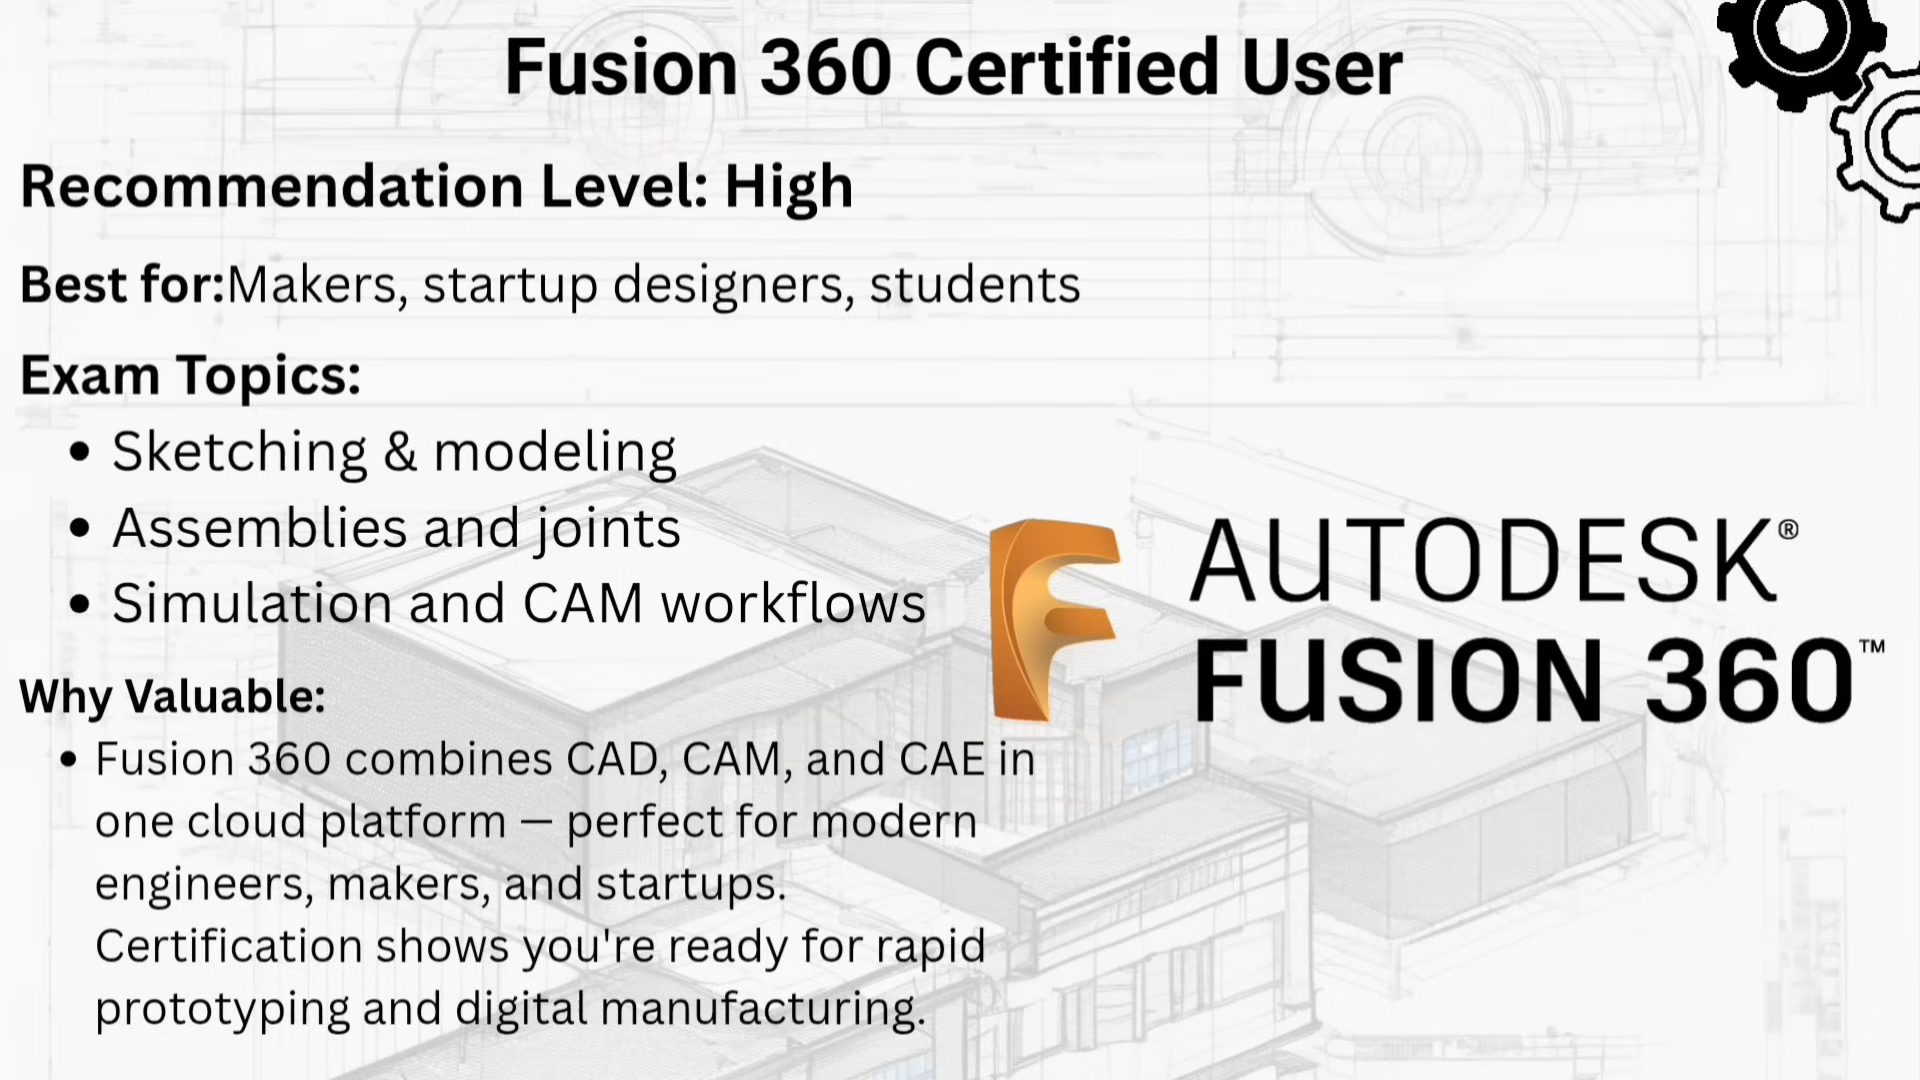 Fusion 360 Certified User
Recommendation Level: High
Best for:Makers, startup designers, students
Exam Topics:
• Sketching & modeling
• Assemblies and joints
• Simulation and CAM workflows
AUTODESK®
FUSION 360™
Why Valuable:
• Fusion 360 combines CAD, CAM, and CAE in
one cloud platform — perfect for modern
engineers, makers, and startups.
Certification shows you're ready for rapid
prototyping and digital manufacturing.